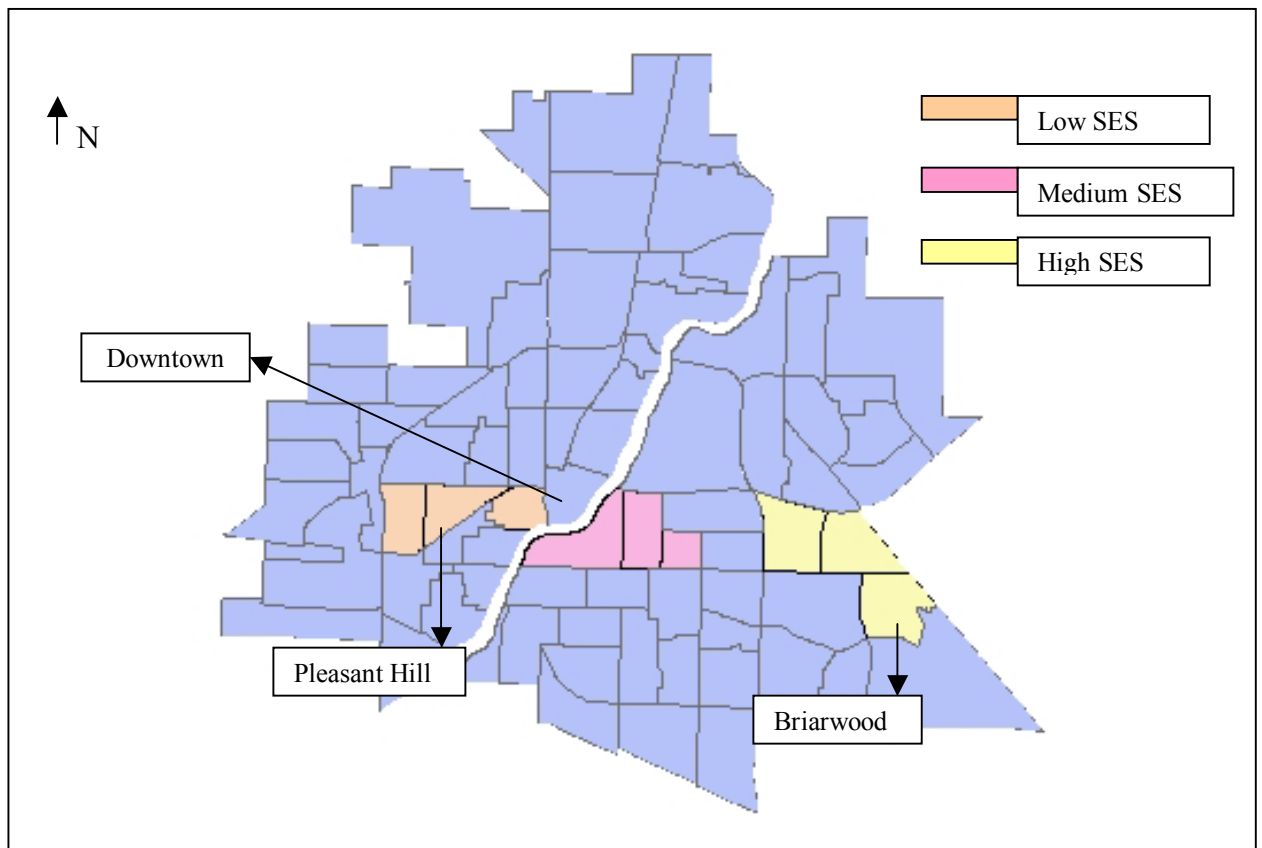 N
Low SES
Medium SES
High SES
Downtown
Pleasant Hill
Briarwood